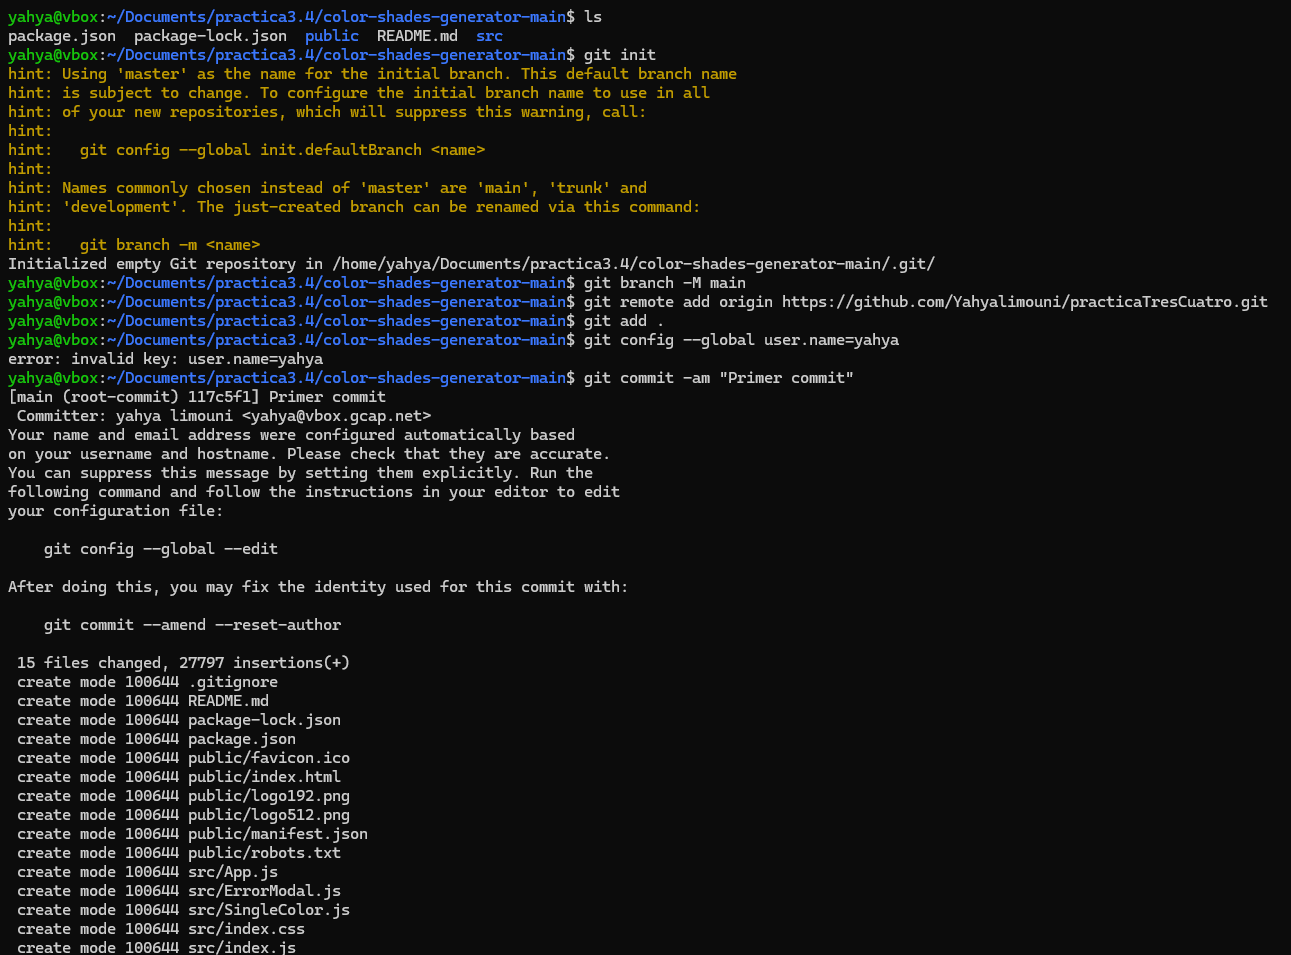 yahya@vbox:~/Documents/practica3.4/color-shades-generator-main$ ls
package.json  package-lock.json  public  README.md  src
yahya@vbox:~/Documents/practica3.4/color-shades-generator-main$ git init
hint: Using 'master' as the name for the initial branch. This default branch name
hint: is subject to change. To configure the initial branch name to use in all
hint: of your new repositories, which will suppress this warning, call:
hint:
hint:   git config --global init.defaultBranch <name>
hint:
hint: Names commonly chosen instead of 'master' are 'main', 'trunk' and
hint: 'development'. The just-created branch can be renamed via this command:
hint:
hint:   git branch -m <name>
Initialized empty Git repository in /home/yahya/Documents/practica3.4/color-shades-generator-main/.git/
yahya@vbox:~/Documents/practica3.4/color-shades-generator-main$ git branch -M main
yahya@vbox:~/Documents/practica3.4/color-shades-generator-main$ git remote add origin https://github.com/Yahyalimouni/practicaTresCuatro.git
yahya@vbox:~/Documents/practica3.4/color-shades-generator-main$ git add .
yahya@vbox:~/Documents/practica3.4/color-shades-generator-main$ git config --global user.name=yahya
error: invalid key: user.name=yahya
yahya@vbox:~/Documents/practica3.4/color-shades-generator-main$ git commit -am "Primer commit"
[main (root-commit) 117c5f1] Primer commit
 Committer: yahya limouni <yahya@vbox.gcap.net>
Your name and email address were configured automatically based
on your username and hostname. Please check that they are accurate.
You can suppress this message by setting them explicitly. Run the
following command and follow the instructions in your editor to edit
your configuration file:

    git config --global --edit

After doing this, you may fix the identity used for this commit with:

    git commit --amend --reset-author

 15 files changed, 27797 insertions(+)
 create mode 100644 .gitignore
 create mode 100644 README.md
 create mode 100644 package-lock.json
 create mode 100644 package.json
 create mode 100644 public/favicon.ico
 create mode 100644 public/index.html
 create mode 100644 public/logo192.png
 create mode 100644 public/logo512.png
 create mode 100644 public/manifest.json
 create mode 100644 public/robots.txt
 create mode 100644 src/App.js
 create mode 100644 src/ErrorModal.js
 create mode 100644 src/SingleColor.js
 create mode 100644 src/index.css
 create mode 100644 src/index.js